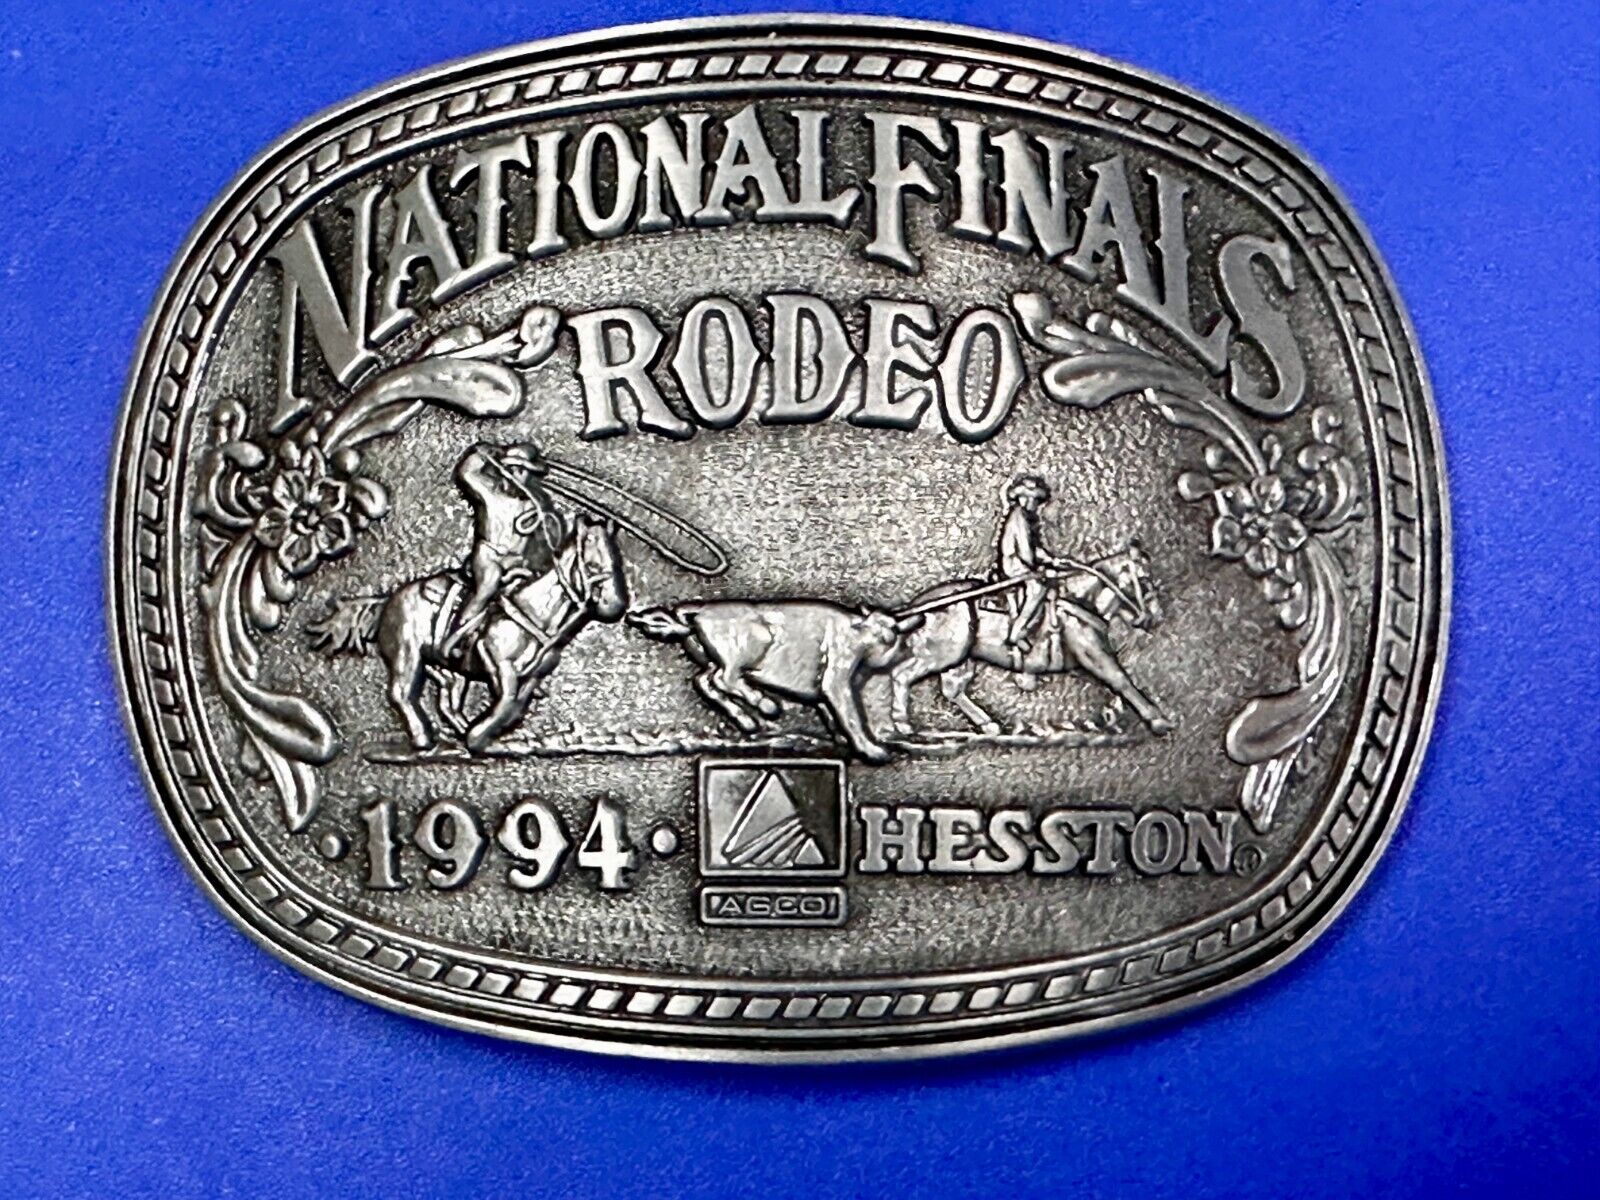 NATIONAL FINALS
RODEO
·1994· HESSTON®
AGCO